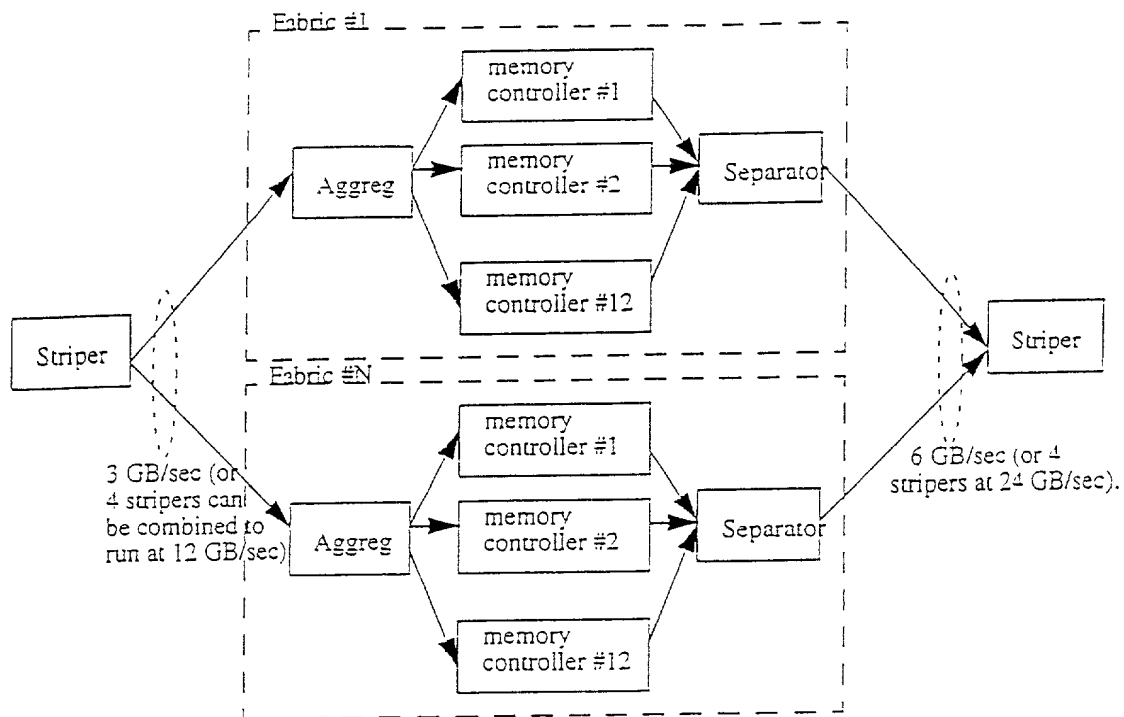 Fabric #1
memory
controller #1
Aggreg
memory
controller #2
Separator
memory
controller #12
Striper
Striper
Fabric #N
memory
controller #1
3 GB/sec (or
4 stripers can
be combined to
run at 12 GB/sec)
6 GB/sec (or 4
stripers at 24 GB/sec).
Aggreg
memory
controller #2
Separator
memory
controller #12